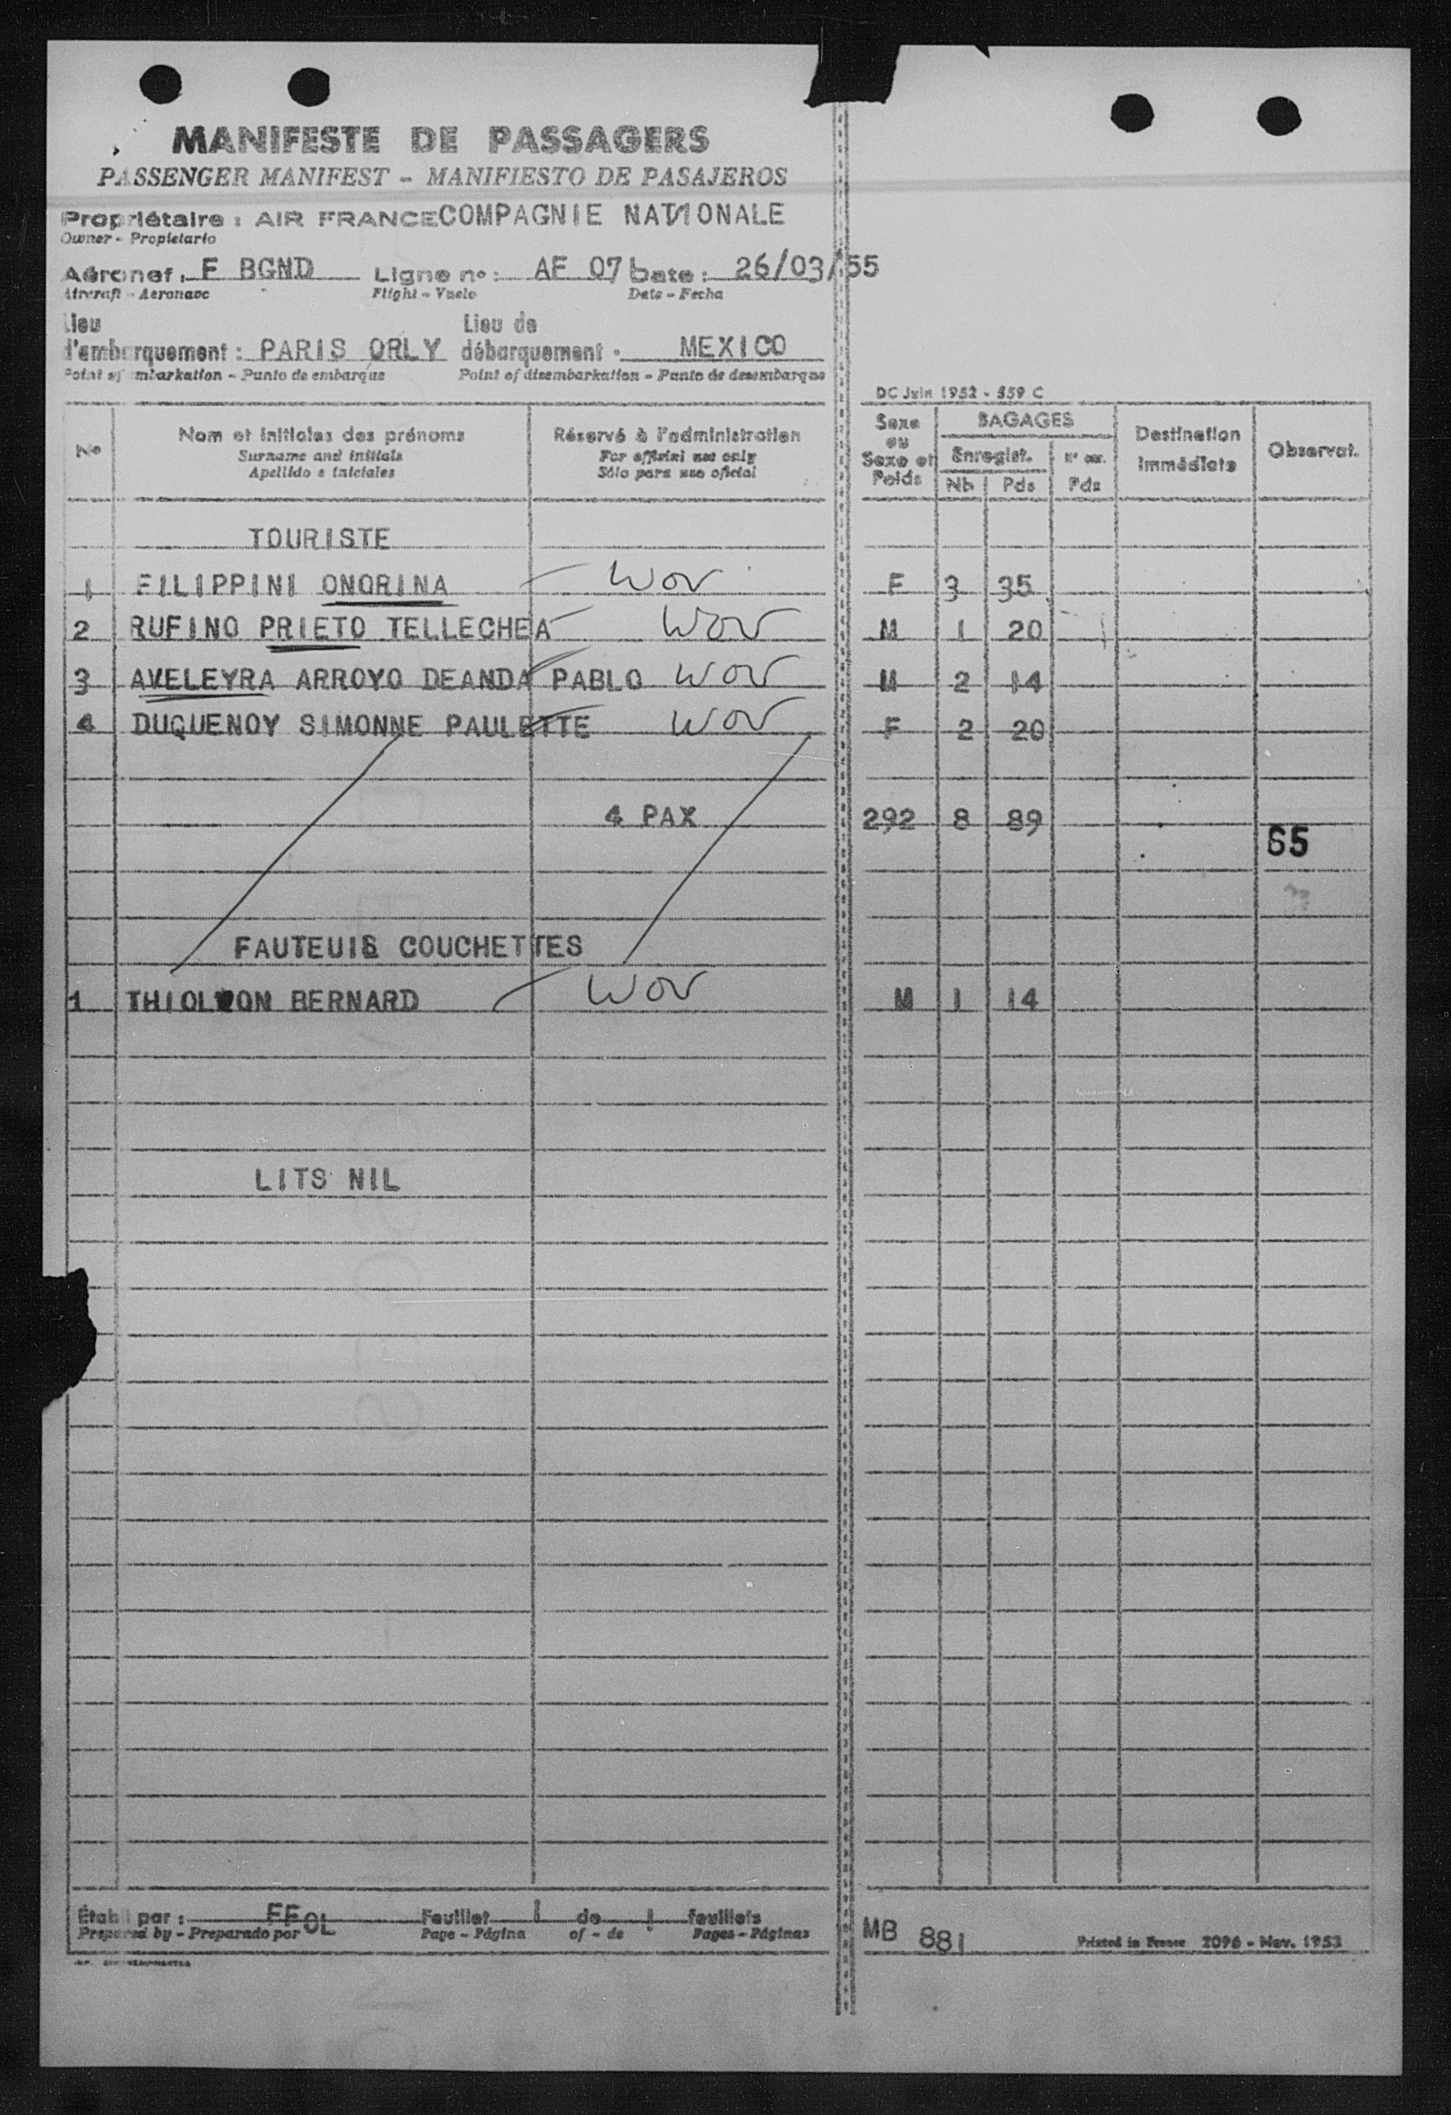 MANIFESTE DE PASSAGERS
PASSENGER MANIFEST - MANIFIESTO DE PASAJEROS
Propriétaire : AIR FRANCE COMPAGNIE NATIONALE
Owner - Propietario
Aéronef : F BGND Ligne nº : AF 07 Date : 26/03/55
Aircraft - Aeronave Flight - Vuelo Date - Fecha
Lieu d'embarquement : PARIS ORLY Lieu de débarquement : MEXICO
Point of embarkation - Punto de embarque Point of disembarkation - Punto de desembarque
DC Juin 1952 - 559 C
No Nom et initiales des prénoms Réservé à l'administration Sexe ou Sexe et Poids BAGAGES Destination immédiate Observat.
Surname and initials For official use only Enregist.
Apellido e iniciales Sólo para uso oficial Nb Pds Pds
TOURISTE
1 FILIPPINI ONORINA WOV F 3 35
2 RUFINO PRIETO TELLECHEA WOV M 1 20
3 AVELEYRA ARROYO DEANDA PABLO WOV M 2 14
4 DUQUENOY SIMONNE PAULETTE WOV F 2 20
4 PAX 292 8 89
65
FAUTEUIS COUCHETTES
1 BERNARD WOV M 1 14
LITS NIL
Établi par : FFOL Feuillet 1 de 1 feuillets
Prepared by - Preparado por Page - Página of - de Pages - Páginas
MB 881 Printed in France 2096 - Nov. 1953